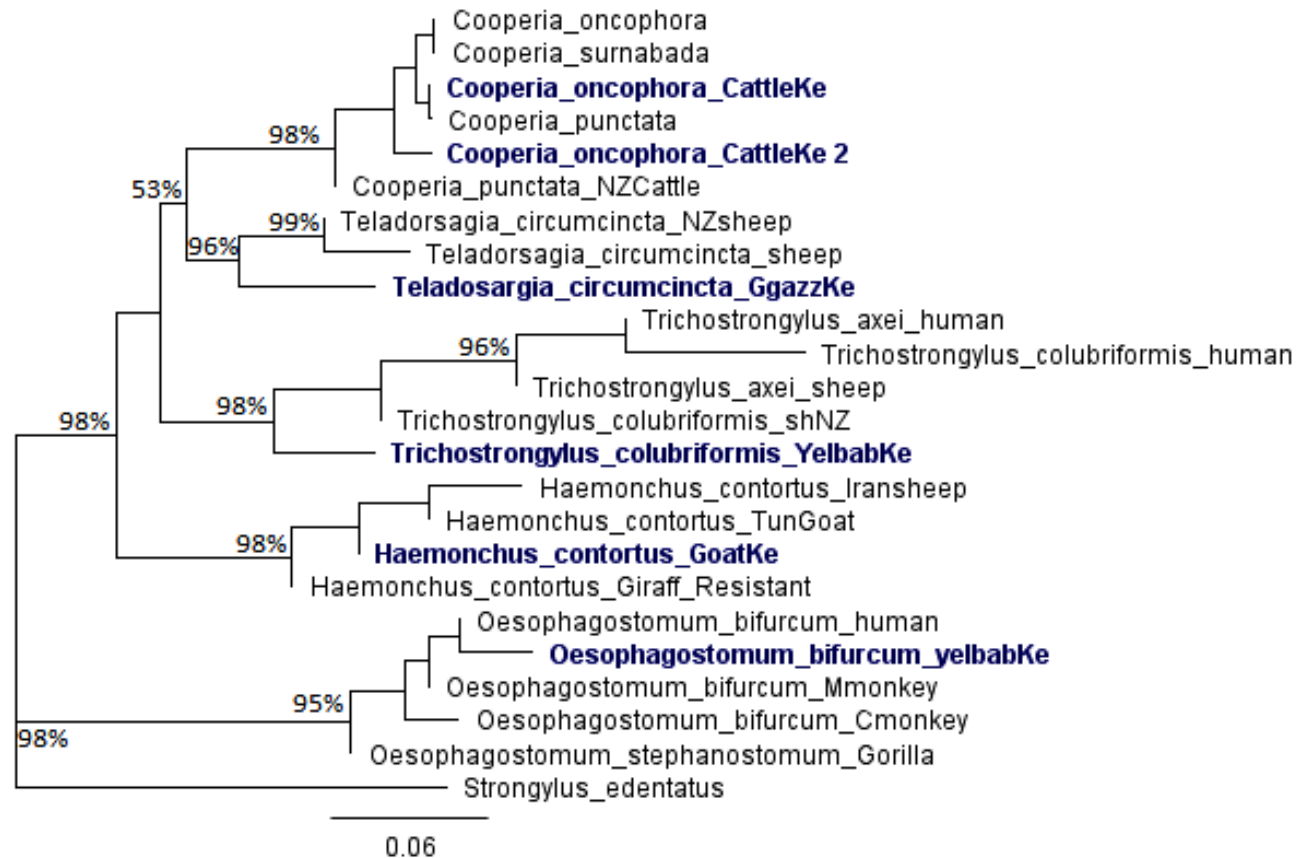 Cooperia_oncophora
Cooperia_surnabada
Cooperia_oncophora_CattleKe
Cooperia_punctata
98%
Cooperia_oncophora_CattleKe 2
Cooperia_punctata_NZCattle
53%
99%
Teladorsagia_circumcincta_NZsheep
96%
Teladorsagia_circumcincta_sheep
Teladosargia_circumcincta_GgazzKe
Trichostrongylus_axei_human
96%
Trichostrongylus_colubriformis_human
Trichostrongylus_axei_sheep
98%
98%
Trichostrongylus_colubriformis_shNZ
Trichostrongylus_colubriformis_YelbabKe
Haemonchus_contortus_Iransheep
Haemonchus_contortus_TunGoat
98%
Haemonchus_contortus_GoatKe
Haemonchus_contortus_Giraff_Resistant
Oesophagostomum_bifurcum_human
Oesophagostomum_bifurcum_yelbabKe
Oesophagostomum_bifurcum_Mmonkey
95%
Oesophagostomum_bifurcum_Cmonkey
98%
Oesophagostomum_stephanostomum_Gorilla
Strongylus_edentatus
0.06